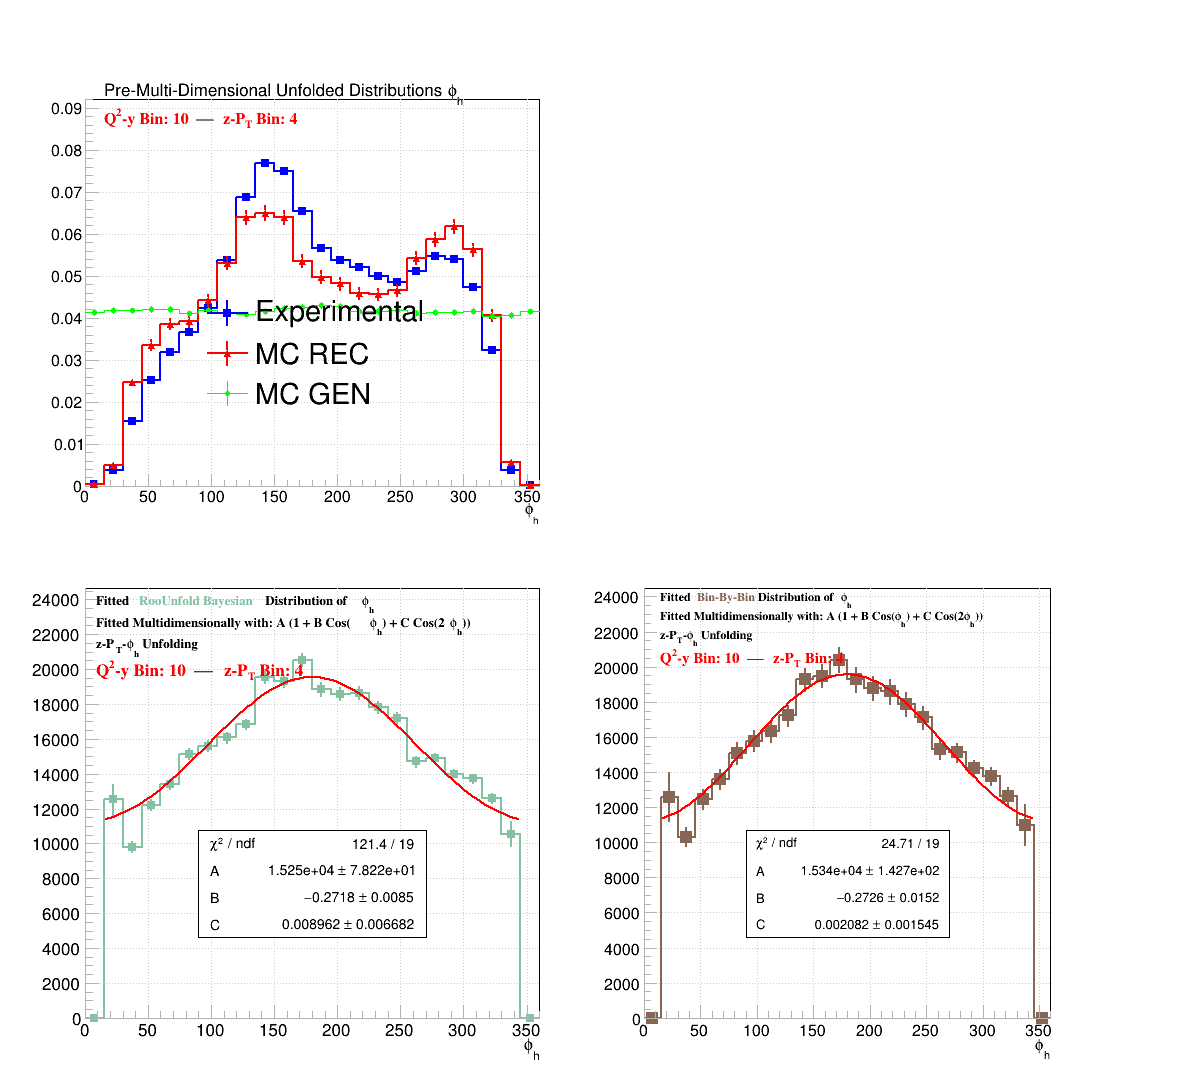 Pre-Multi-Dimensional Unfolded Distributions ϕh
Q2-y Bin: 10 — z-PT Bin: 4
0.09
0.08
0.07
0.06
0.05
0.04
0.03
0.02
0.01
0
Experimental
MC REC
MC GEN
0 50 100 150 200 250 300 350
ϕh
Fitted RooUnfold Bayesian Distribution of ϕh
Fitted Multidimensionally with: A (1 + B Cos(ϕh) + C Cos(2 ϕh))
z-PT-ϕh Unfolding
Q2-y Bin: 10 — z-PT Bin: 4
24000
22000
20000
18000
16000
14000
12000
10000
8000
6000
4000
2000
0
χ2 / ndf 121.4 / 19
A 1.525e+04 ± 7.822e+01
B −0.2718 ± 0.0085
C 0.008962 ± 0.006682
0 50 100 150 200 250 300 350
ϕh
Fitted Bin-By-Bin Distribution of ϕh
Fitted Multidimensionally with: A (1 + B Cos(ϕh) + C Cos(2ϕh))
z-PT-ϕh Unfolding
Q2-y Bin: 10 — z-PT Bin: 4
24000
22000
20000
18000
16000
14000
12000
10000
8000
6000
4000
2000
0
χ2 / ndf 24.71 / 19
A 1.534e+04 ± 1.427e+02
B −0.2726 ± 0.0152
C 0.002082 ± 0.001545
0 50 100 150 200 250 300 350
ϕh